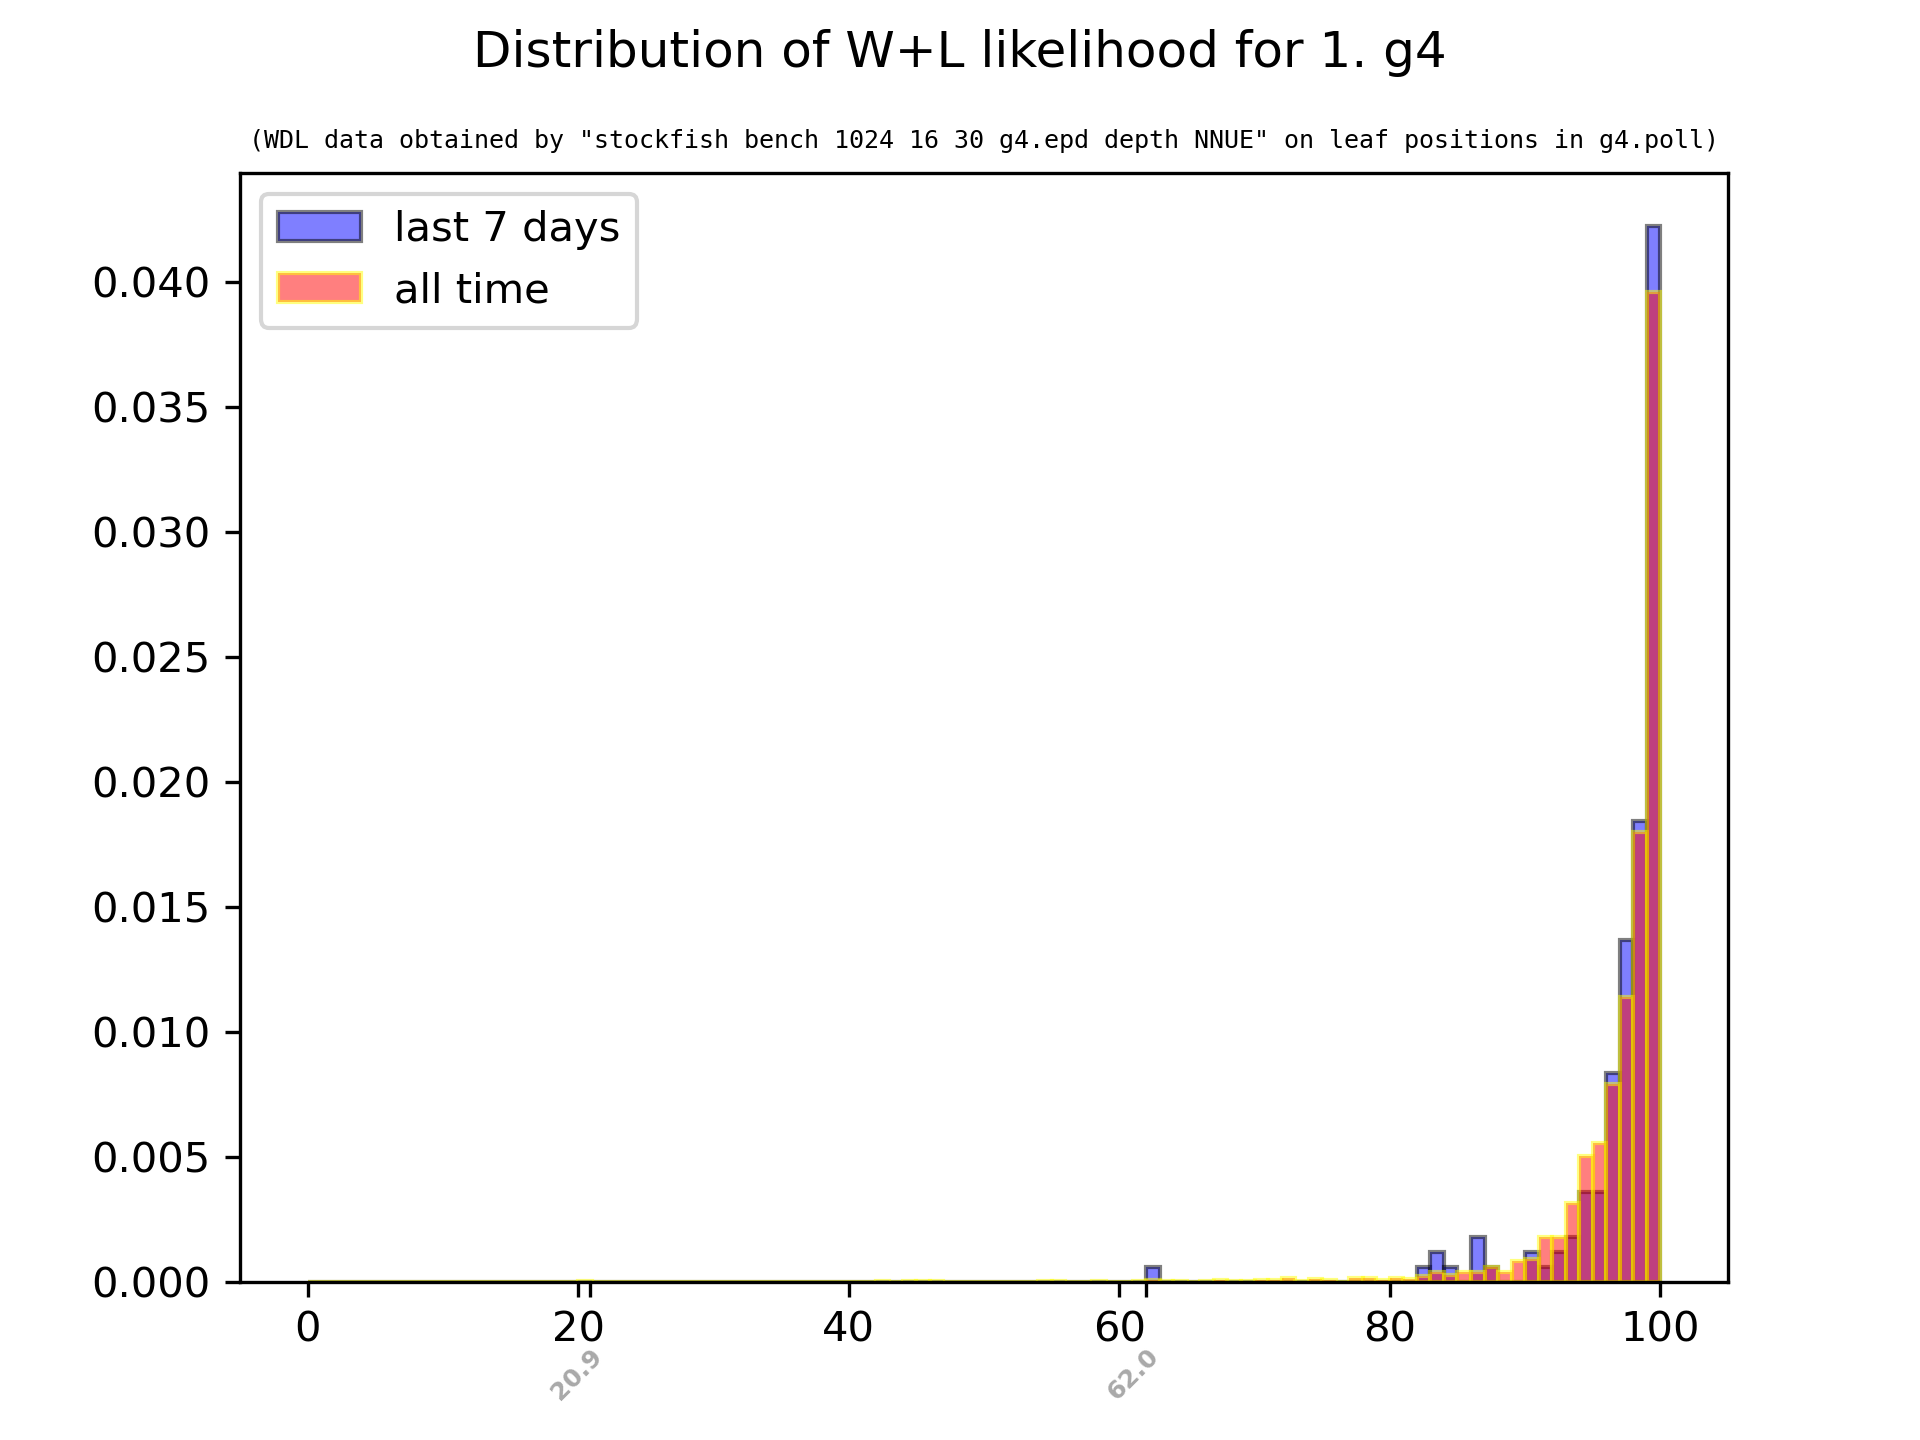 Distribution of W+L likelihood for 1. g4
(WDL data obtained by "stockfish bench 1024 16 30 g4.epd depth NNUE" on leaf positions in g4.poll)
last 7 days
all time
0.040
0.035
0.030
0.025
0.020
0.015
0.010
0.005
0.000
0 20 40 60 80 100
20.9 62.0